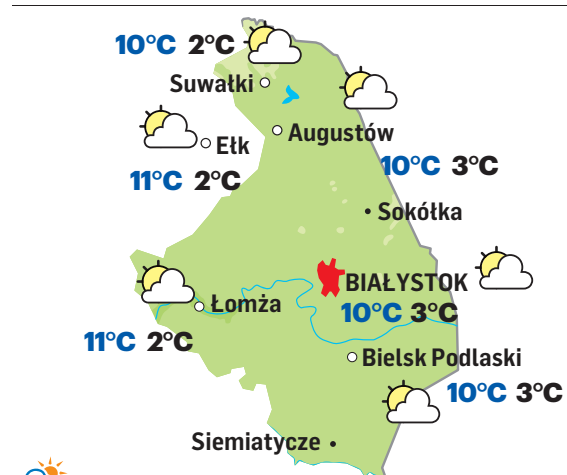 10°C 2°C
Suwałki
Augustów
Ełk
11°C 2°C
10°C 3°C
Sokółka
BIAŁYSTOK
10°C 3°C
Łomża
11°C 2°C
Bielsk Podlaski
10°C 3°C
Siemiatycze